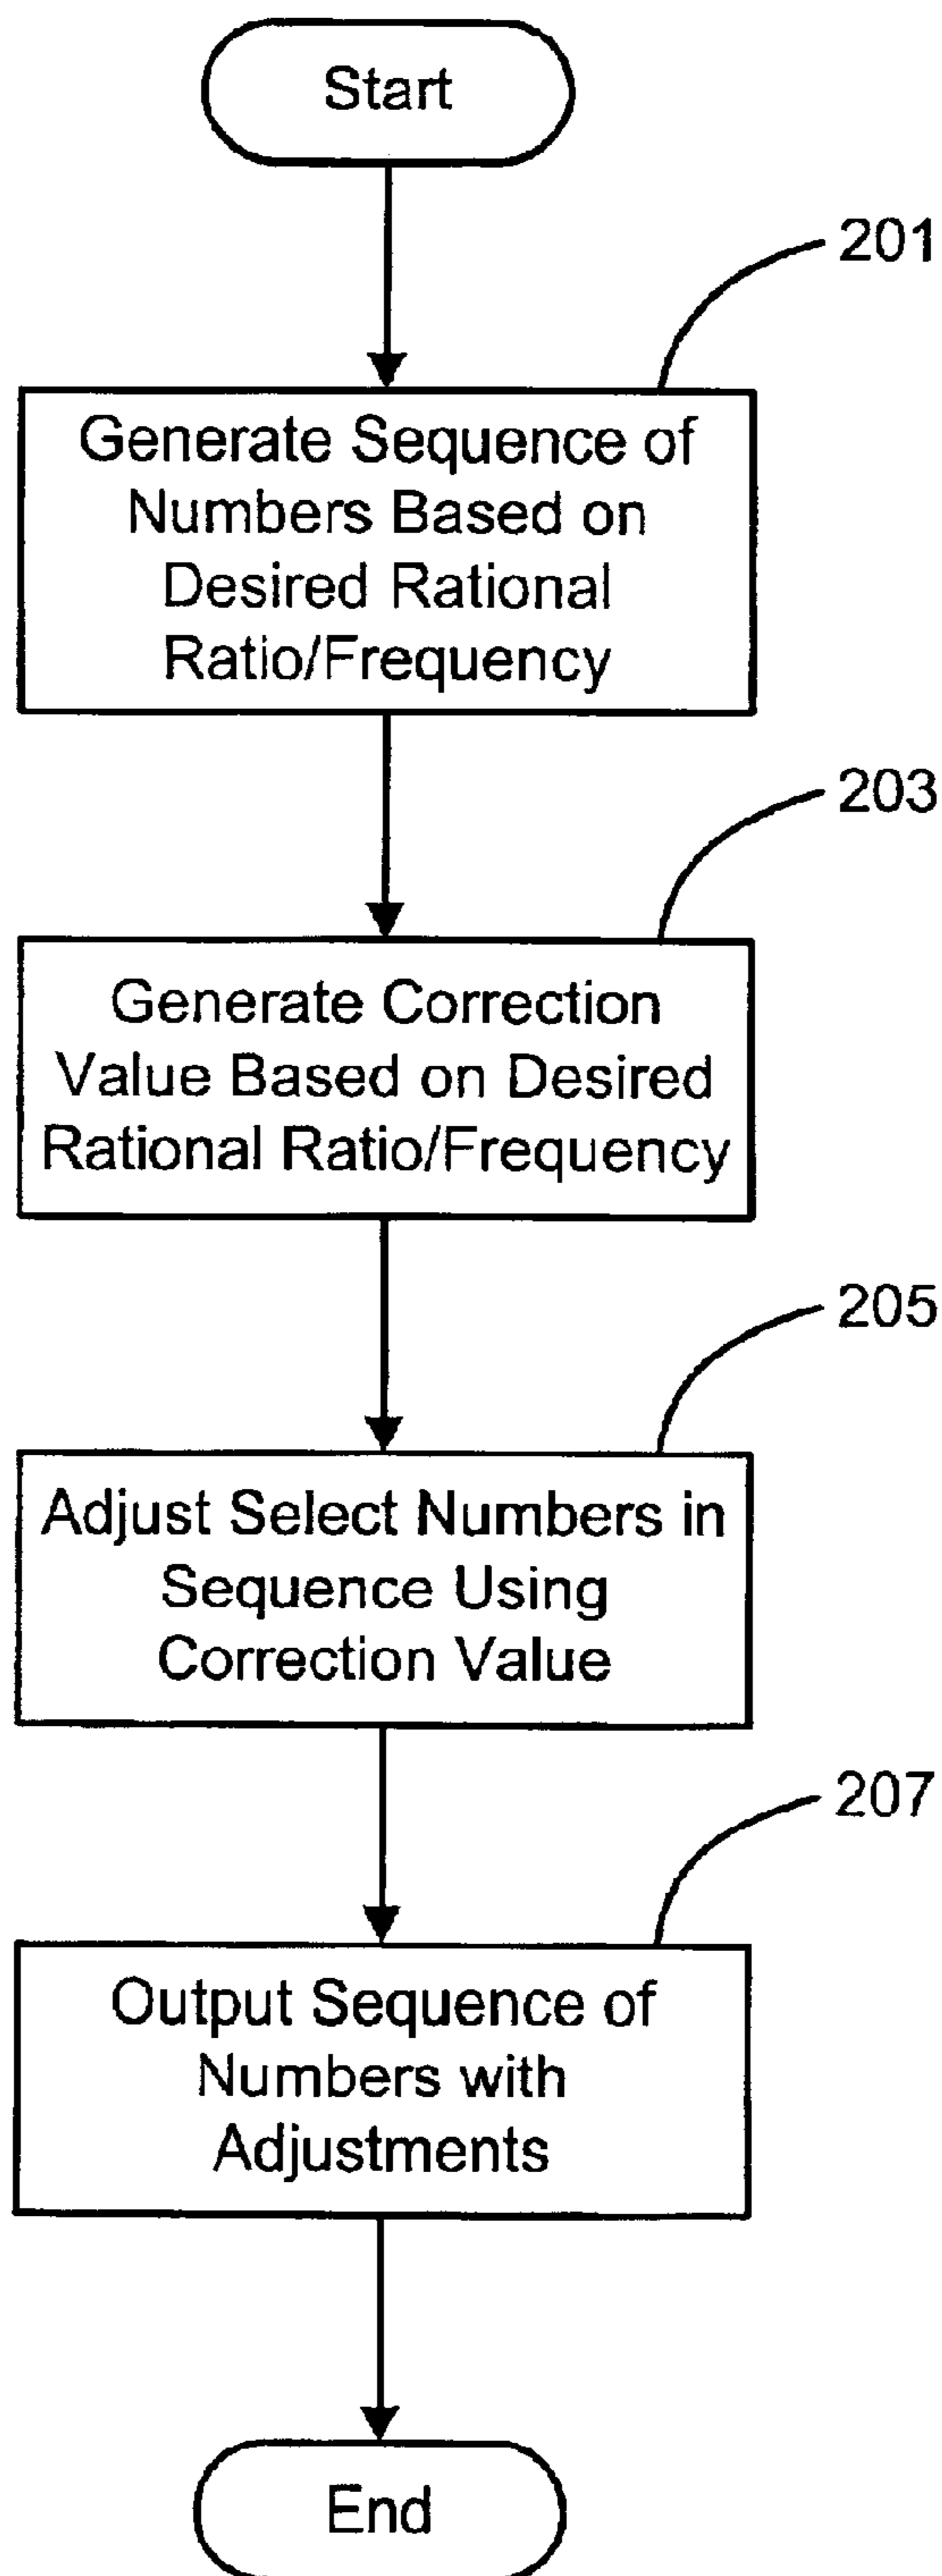 Start
201
Generate Sequence of
Numbers Based on
Desired Rational
Ratio/Frequency
203
Generate Correction
Value Based on Desired
Rational Ratio/Frequency
205
Adjust Select Numbers in
Sequence Using
Correction Value
207
Output Sequence of
Numbers with
Adjustments
End